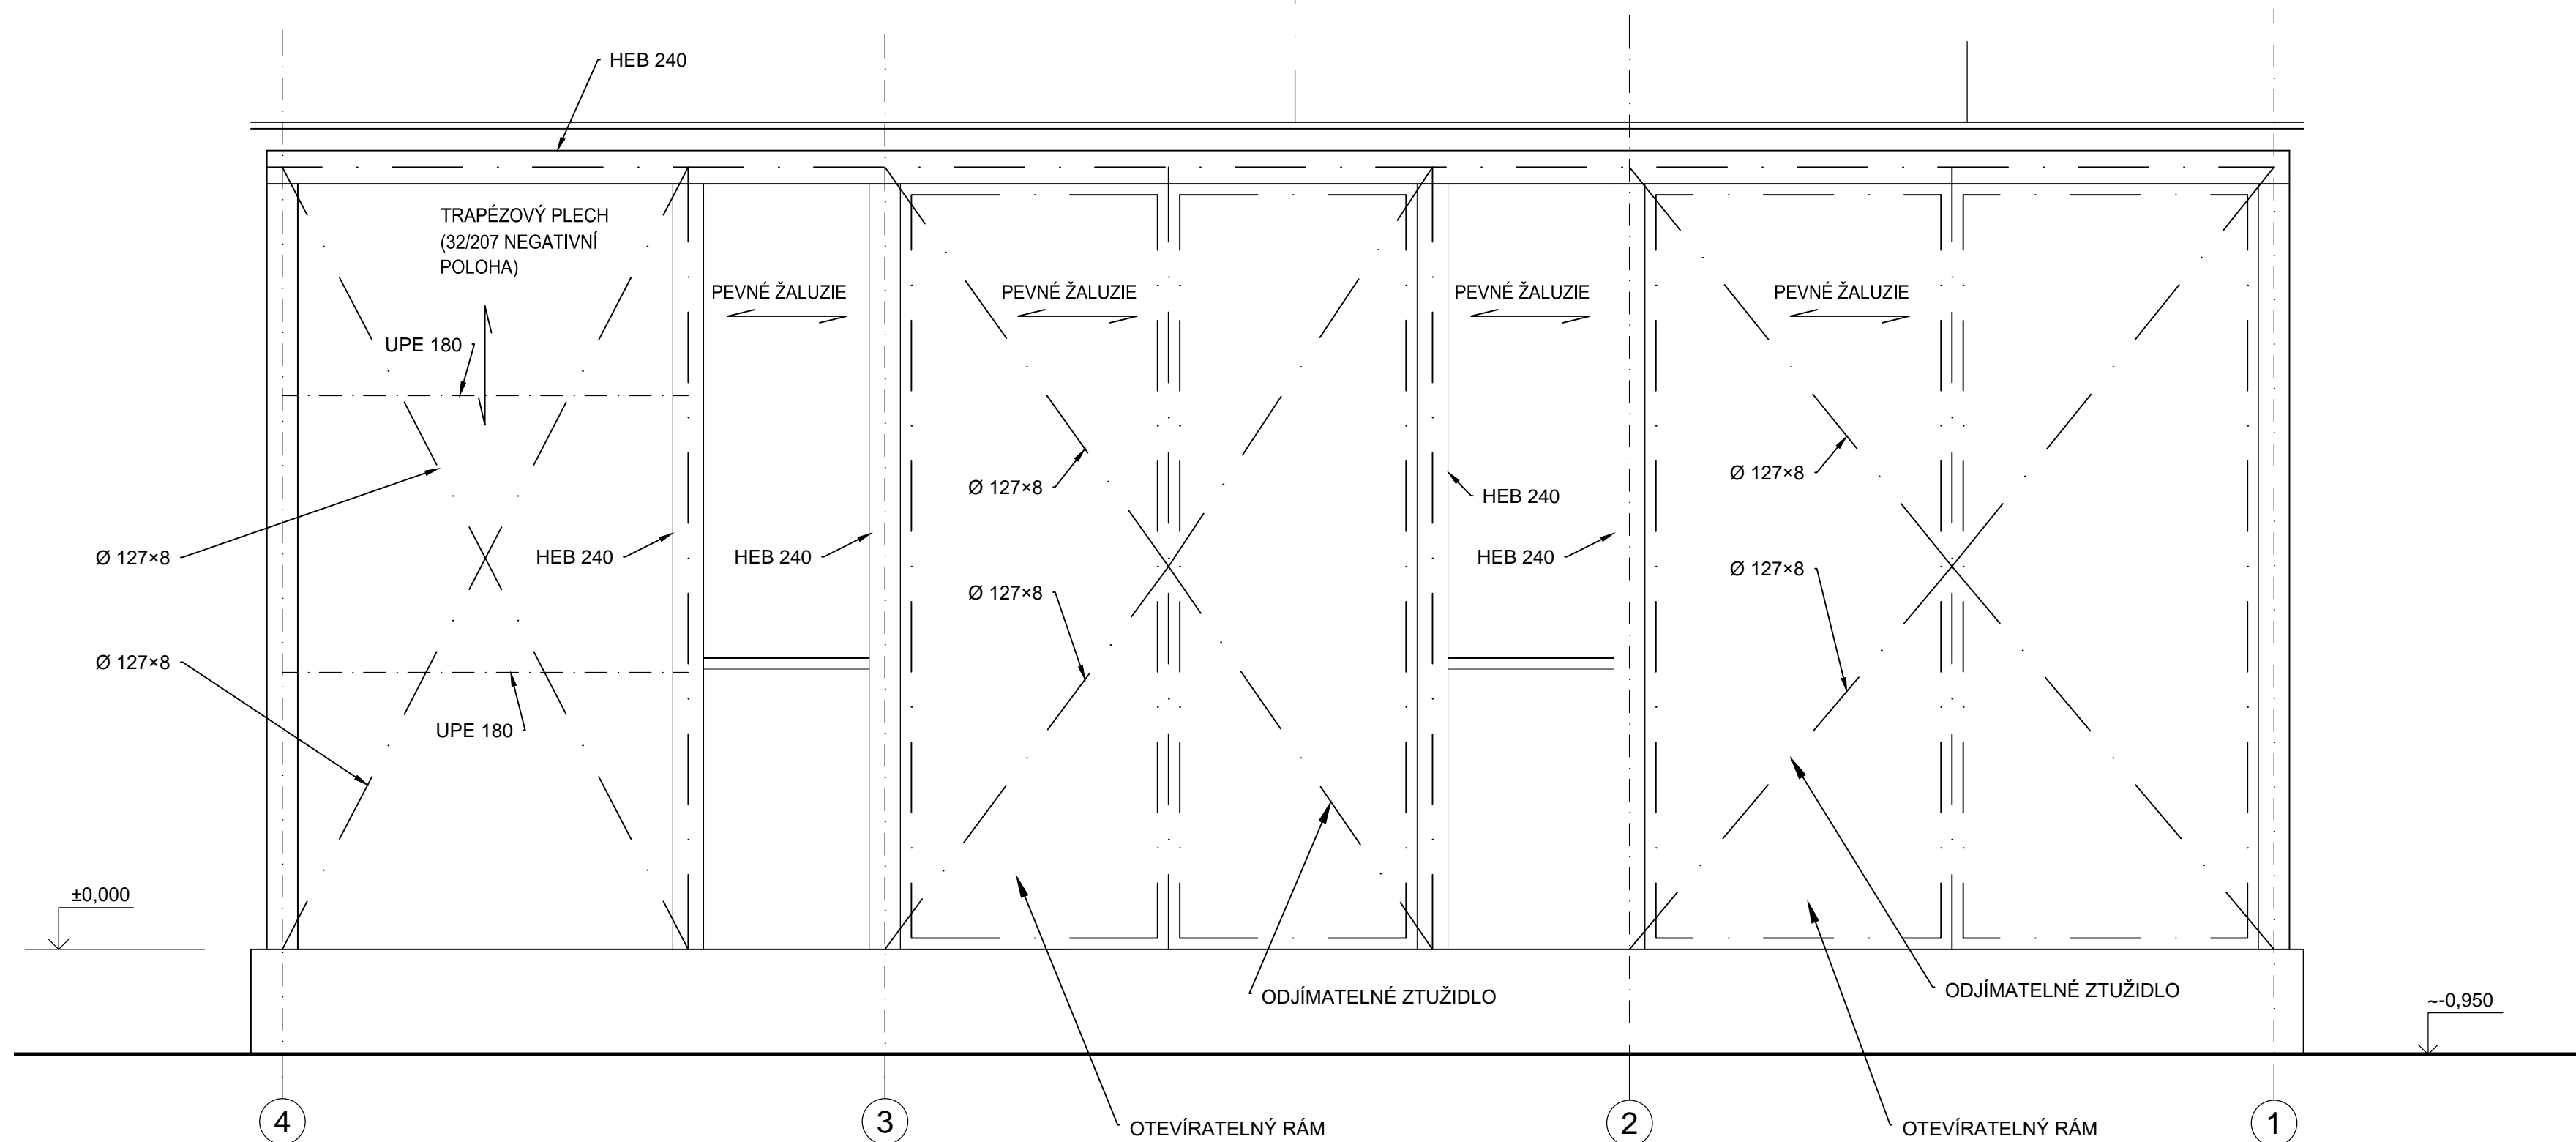 HEB 240
TRAPÉZOVÝ PLECH
(32/207 NEGATIVNÍ
POLOHA)
PEVNÉ ŽALUZIE
PEVNÉ ŽALUZIE
PEVNÉ ŽALUZIE
PEVNÉ ŽALUZIE
UPE 180
Ø 127×8
Ø 127×8
HEB 240
Ø 127×8
HEB 240
HEB 240
HEB 240
HEB 240
Ø 127×8
Ø 127×8
Ø 127×8
UPE 180
±0,000
ODJÍMATELNÉ ZTUŽIDLO
ODJÍMATELNÉ ZTUŽIDLO
~-0,950
4
3
2
1
OTEVÍRATELNÝ RÁM
OTEVÍRATELNÝ RÁM